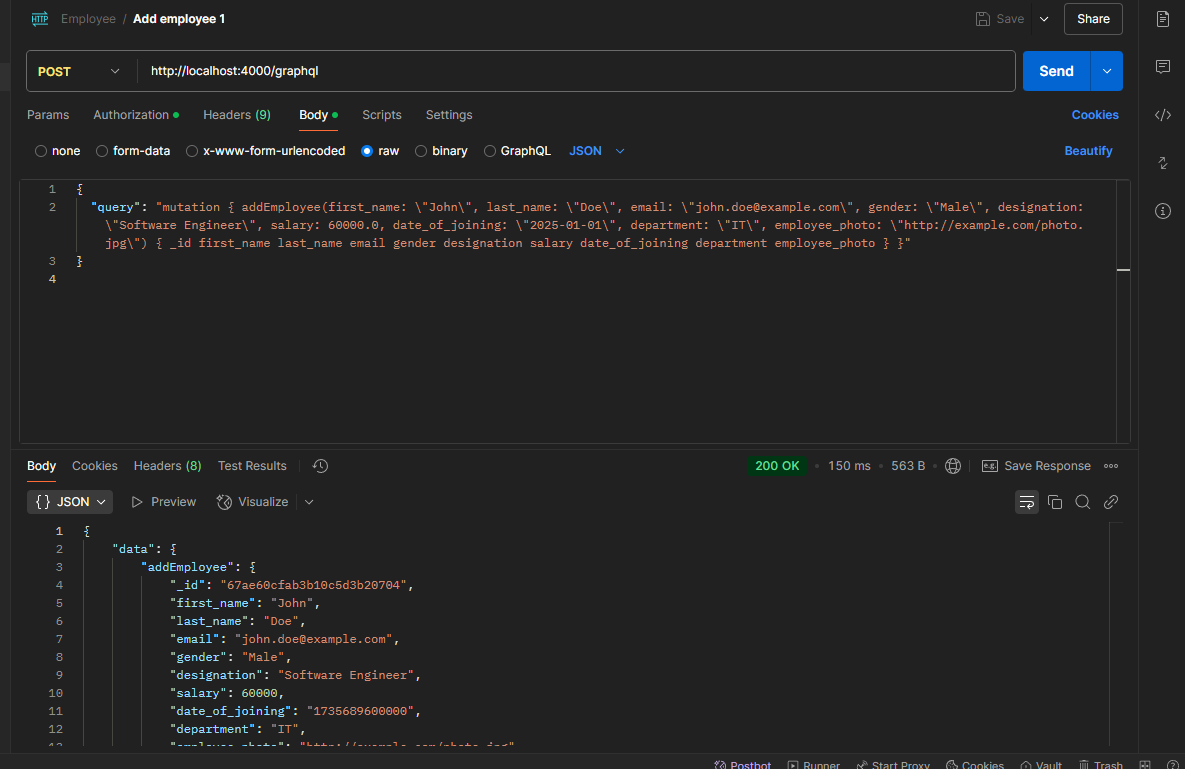 HTTP Employee / Add employee 1 Save Share
POST http://localhost:4000/graphql Send
Params Authorization Headers (9) Body Scripts Settings Cookies
none form-data x-www-form-urlencoded raw binary GraphQL JSON Beautify
1 {
2 "query": "mutation { addEmployee(first_name: \"John\", last_name: \"Doe\", email: \"john.doe@example.com\", gender: \"Male\", designation:
\"Software Engineer\", salary: 60000.0, date_of_joining: \"2025-01-01\", department: \"IT\", employee_photo: \"http://example.com/photo.
jpg\") { _id first_name last_name email gender designation salary date_of_joining department employee_photo } }"
3 }
4
Body Cookies Headers (8) Test Results 200 OK • 150 ms • 563 B • e.g. Save Response
{} JSON Preview Visualize
1 {
2 "data": {
3 "addEmployee": {
4 "_id": "67ae60cfab3b10c5d3b20704",
5 "first_name": "John",
6 "last_name": "Doe",
7 "email": "john.doe@example.com",
8 "gender": "Male",
9 "designation": "Software Engineer",
10 "salary": 60000,
11 "date_of_joining": "1735689600000",
12 "department": "IT",
13 "employee_photo": "http://example.com/photo.jpg"
Postbot Runner Start Proxy Cookies Vault Trash